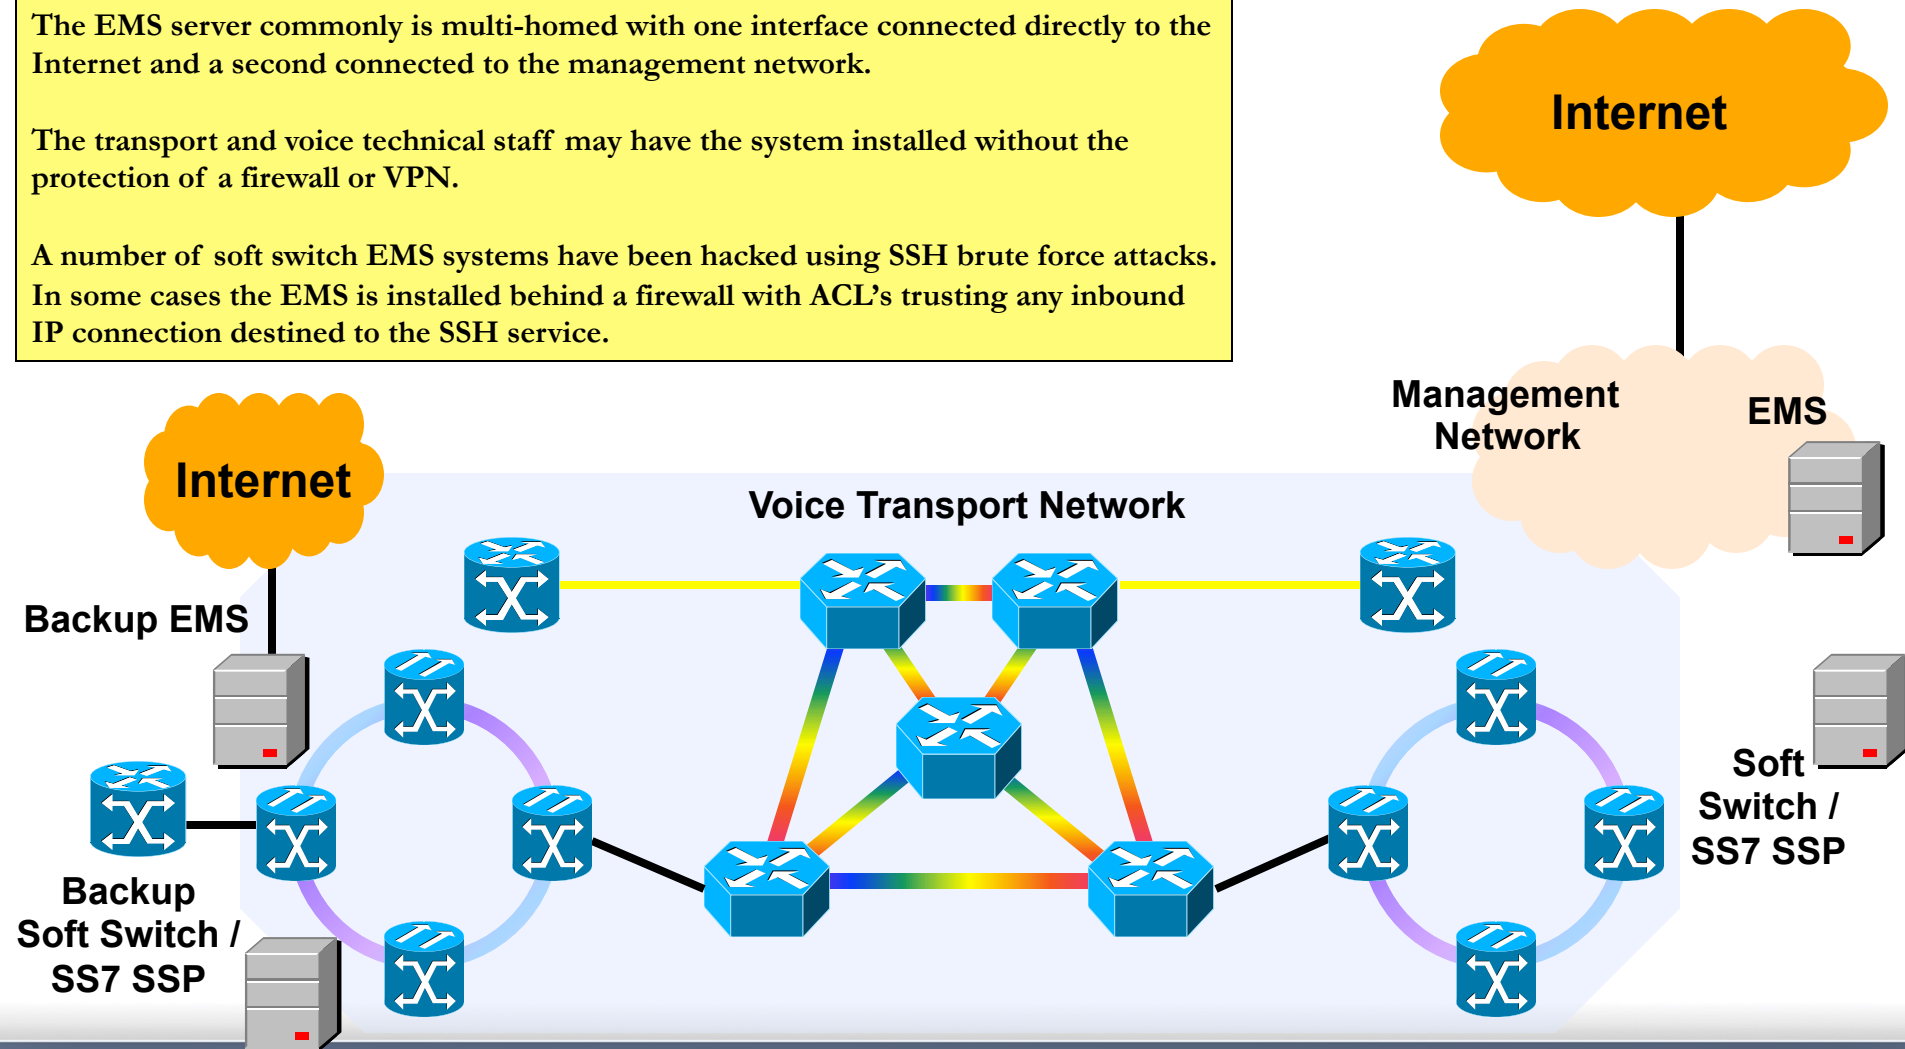 The EMS server commonly is multi-homed with one interface connected directly to the
Internet and a second connected to the management network.
The transport and voice technical staff may have the system installed without the
protection of a firewall or VPN.
A number of soft switch EMS systems have been hacked using SSH brute force attacks.
In some cases the EMS is installed behind a firewall with ACL’s trusting any inbound
IP connection destined to the SSH service.
Internet
Management
Network
EMS
Internet
Voice Transport Network
Backup EMS
Soft
Switch /
SS7 SSP
Backup
Soft Switch /
SS7 SSP